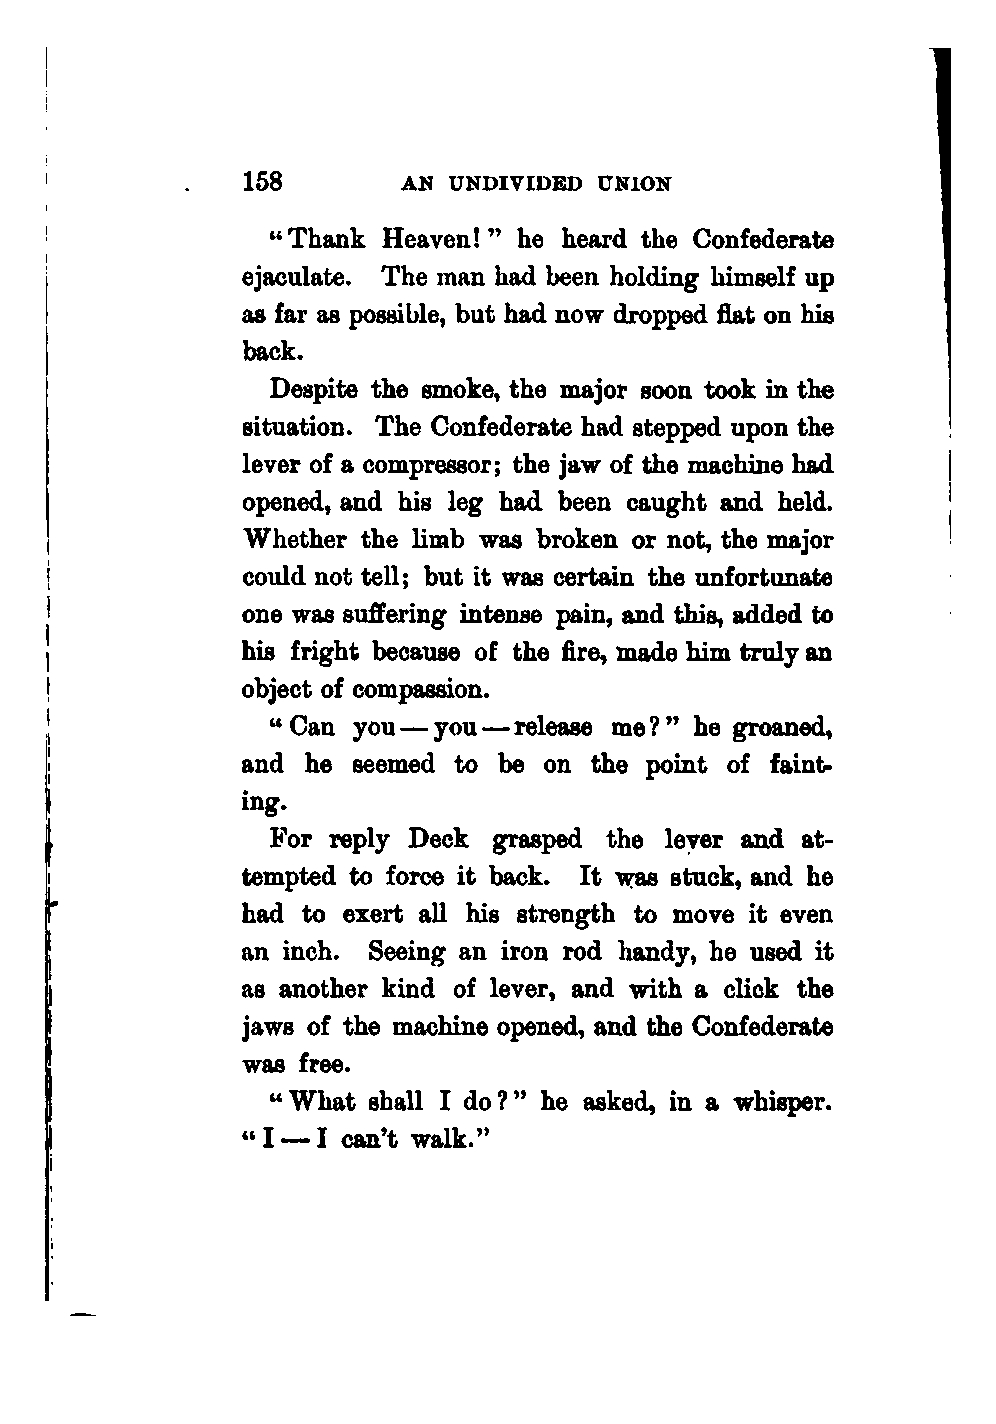 158 AN UNDIVIDED UNION
“Thank Heaven!” he heard the Confederate
ejaculate. The man had been holding himself up
as far as possible, but had now dropped flat on his
back.
Despite the smoke, the major soon took in the
situation. The Confederate had stepped upon the
lever of a compressor; the jaw of the machine had
opened, and his leg had been caught and held.
Whether the limb was broken or not, the major
could not tell; but it was certain the unfortunate
one was suffering intense pain, and this, added to
his fright because of the fire, made him truly an
object of compassion.
“Can you—you—release me?” he groaned,
and he seemed to be on the point of faint-
ing.
For reply Deck grasped the lever and at-
tempted to force it back. It was stuck, and he
had to exert all his strength to move it even
an inch. Seeing an iron rod handy, he used it
as another kind of lever, and with a click the
jaws of the machine opened, and the Confederate
was free.
“What shall I do?” he asked, in a whisper.
“I—I can’t walk.”